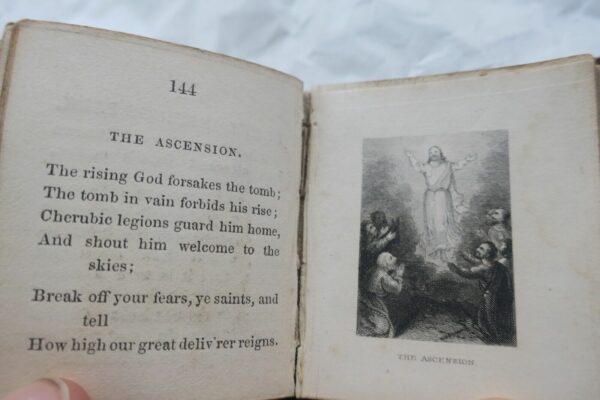 144
THE ASCENSION.
The rising God forsakes the tomb;
The tomb in vain forbids his rise;
Cherubic legions guard him home,
And shout him welcome to the
skies;
Break off your fears, ye saints, and
tell
How high our great deliv'rer reigns.
THE ASCENSION.